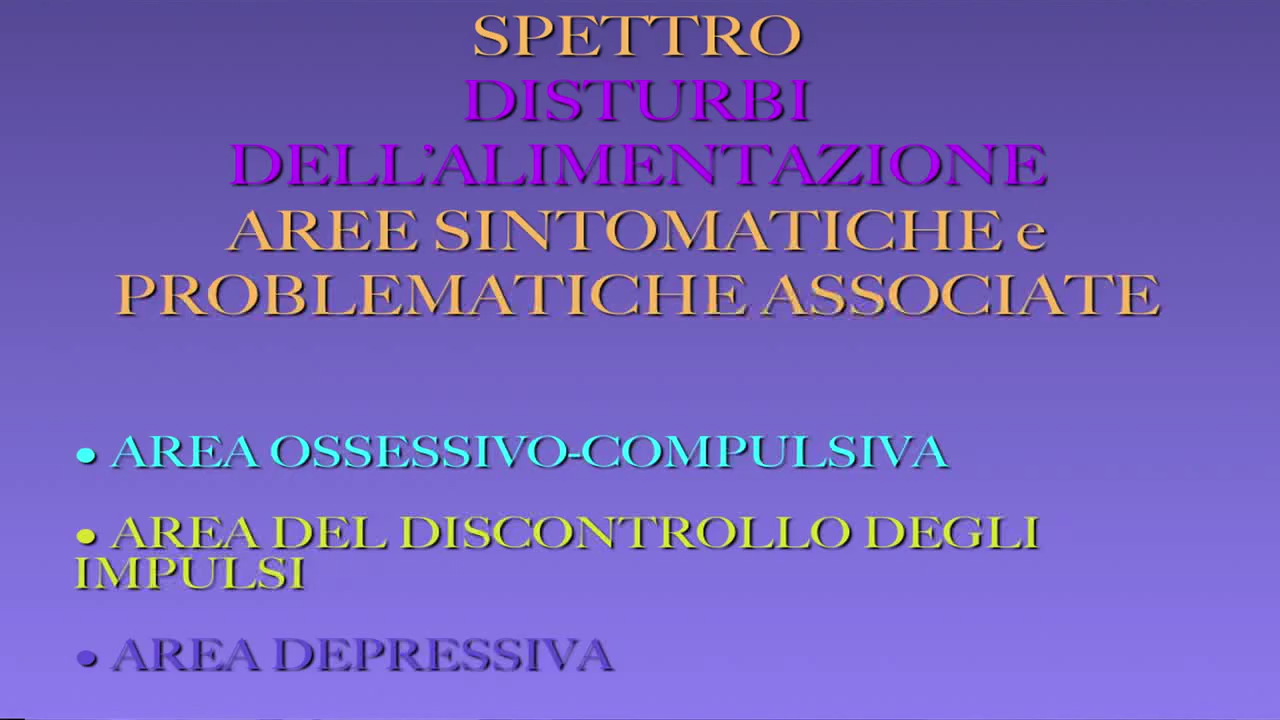 SPETTRO
DISTURBI
DELL’ALIMENTAZIONE
AREE SINTOMATICHE e
PROBLEMATICHE ASSOCIATE
• AREA OSSESSIVO-COMPULSIVA
• AREA DEL DISCONTROLLO DEGLI
IMPULSI
• AREA DEPRESSIVA